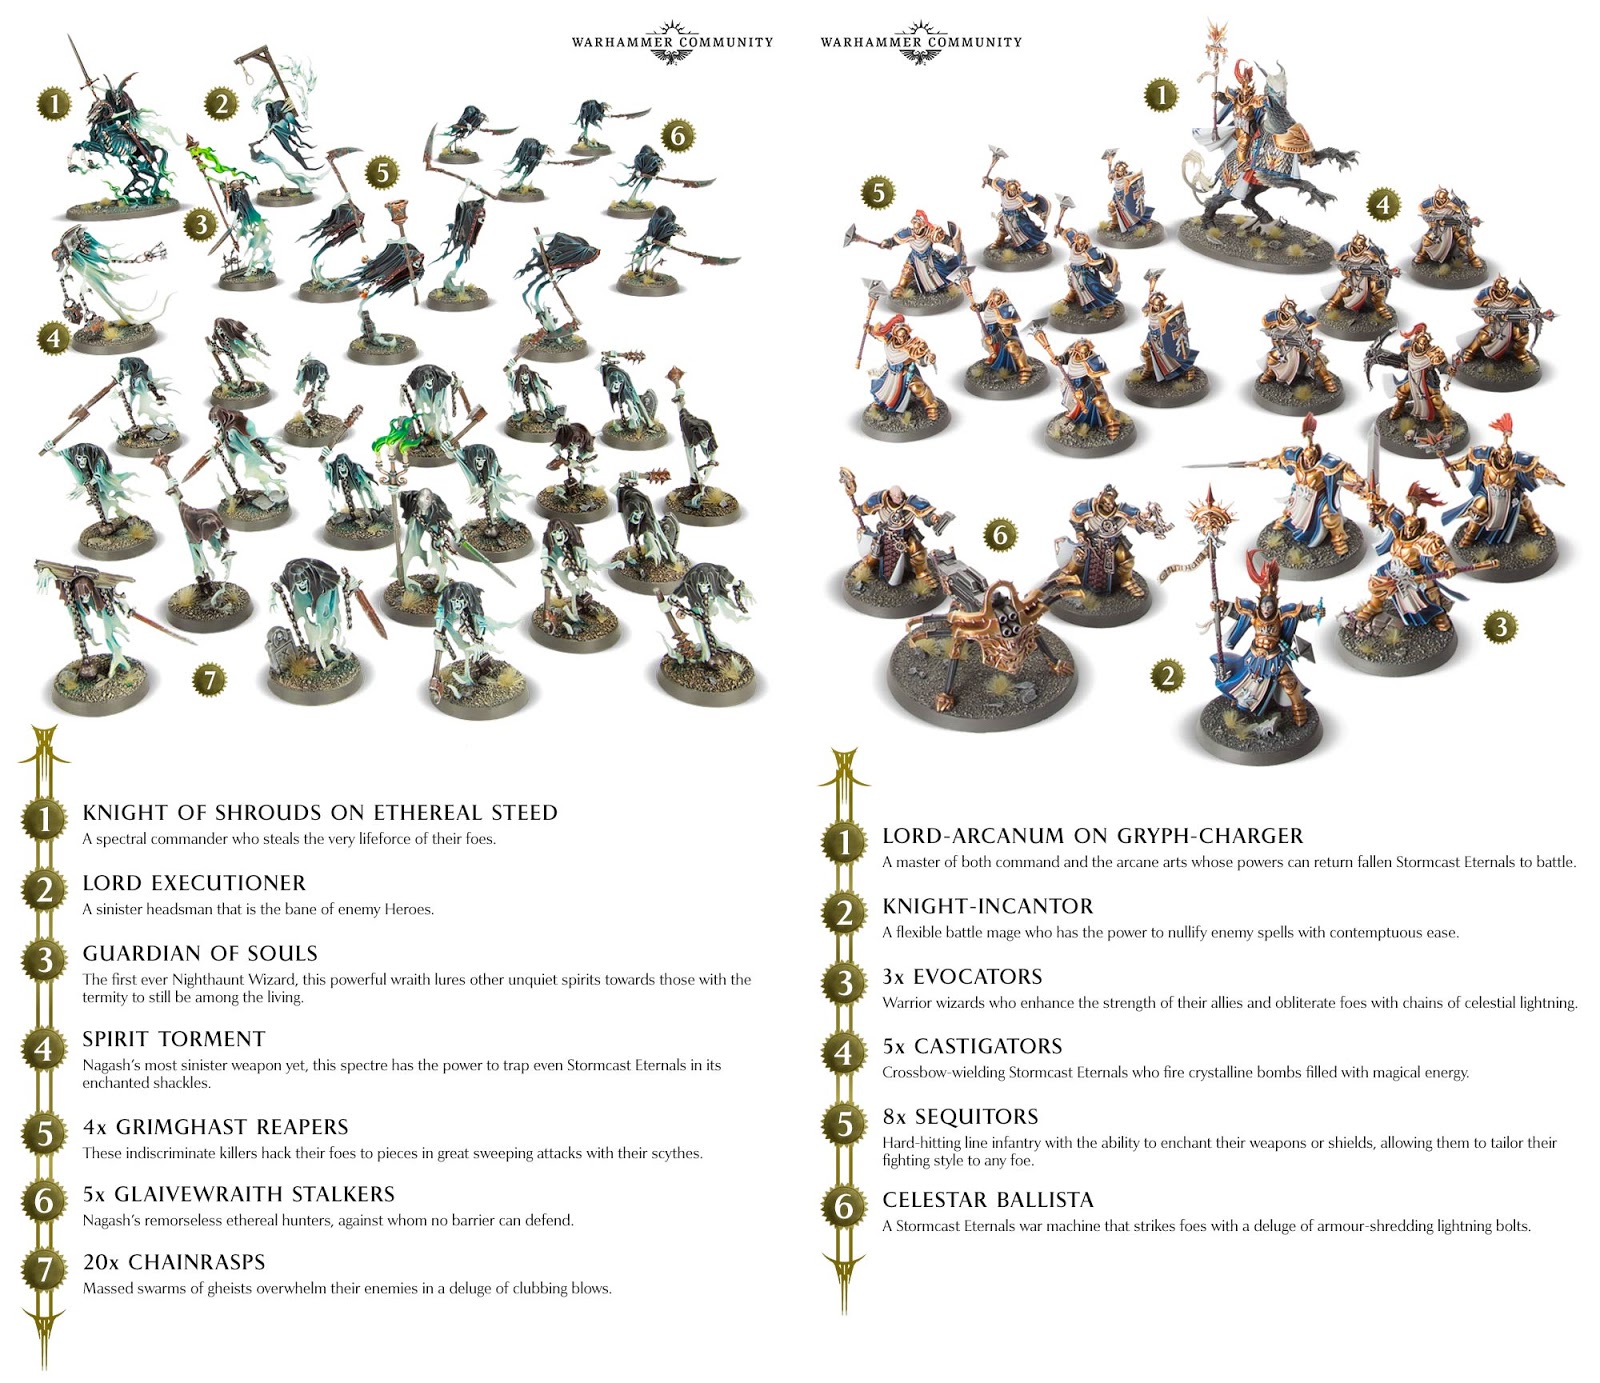 WARHAMMER COMMUNITY
1
2
6
5
3
4
7
1
KNIGHT OF SHROUDS ON ETHEREAL STEED
A spectral commander who steals the very lifeforce of their foes.
2
LORD EXECUTIONER
A sinister headsman that is the bane of enemy Heroes.
3
GUARDIAN OF SOULS
The first ever Nighthaunt Wizard, this powerful wraith lures other unquiet spirits towards those with the
termity to still be among the living.
4
SPIRIT TORMENT
Nagash's most sinister weapon yet, this spectre has the power to trap even Stormcast Eternals in its
enchanted shackles.
5
4x GRIMGHAST REAPERS
These indiscriminate killers hack their foes to pieces in great sweeping attacks with their scythes.
6
5x GLAIVEWRAITH STALKERS
Nagash's remorseless ethereal hunters, against whom no barrier can defend.
7
20x CHAINRASPS
Massed swarms of gheists overwhelm their enemies in a deluge of clubbing blows.
WARHAMMER COMMUNITY
1
5
4
6
3
2
1
LORD-ARCANUM ON GRYPH-CHARGER
A master of both command and the arcane arts whose powers can return fallen Stormcast Eternals to battle.
2
KNIGHT-INCANTOR
A flexible battle mage who has the power to nullify enemy spells with contemptuous ease.
3
3x EVOCATORS
Warrior wizards who enhance the strength of their allies and obliterate foes with chains of celestial lightning.
4
5x CASTIGATORS
Crossbow-wielding Stormcast Eternals who fire crystalline bombs filled with magical energy.
5
8x SEQUITORS
Hard-hitting line infantry with the ability to enchant their weapons or shields, allowing them to tailor their
fighting style to any foe.
6
CELESTAR BALLISTA
A Stormcast Eternals war machine that strikes foes with a deluge of armour-shredding lightning bolts.